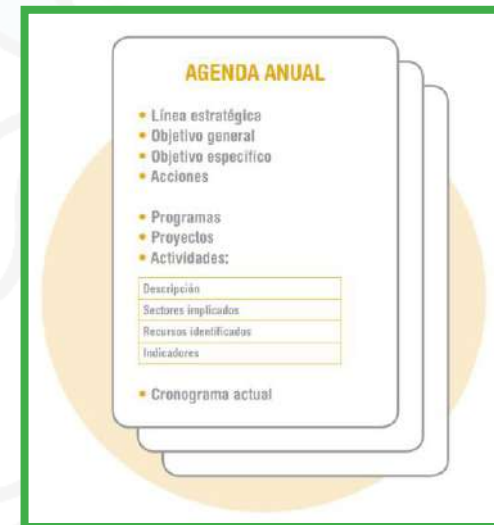 AGENDA ANUAL
• Línea estratégica
• Objetivo general
• Objetivo específico
• Acciones
• Programas
• Proyectos
• Actividades:
Descripción
Sectores implicados
Recursos identificados
Indicadores
• Cronograma actual